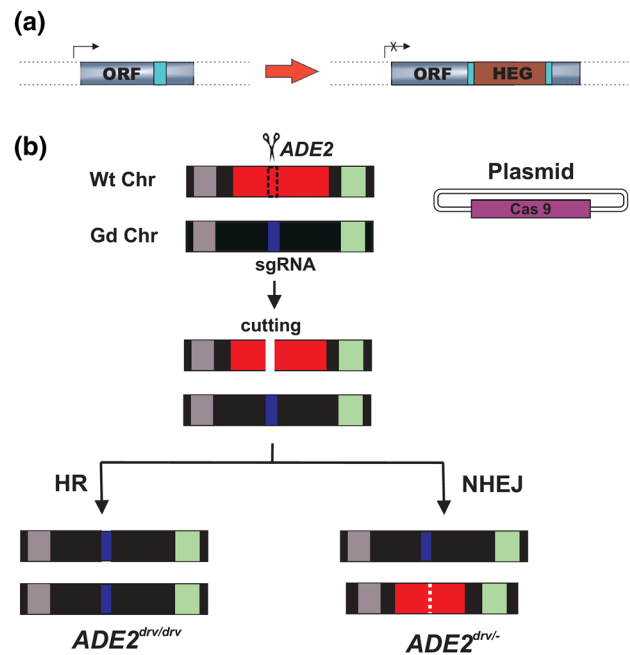 (a)
ORF
ORF HEG
(b)
ADE2
Wt Chr
Plasmid
Cas 9
Gd Chr
sgRNA
cutting
HR
NHEJ
ADE2drv/drv
ADE2drv/-